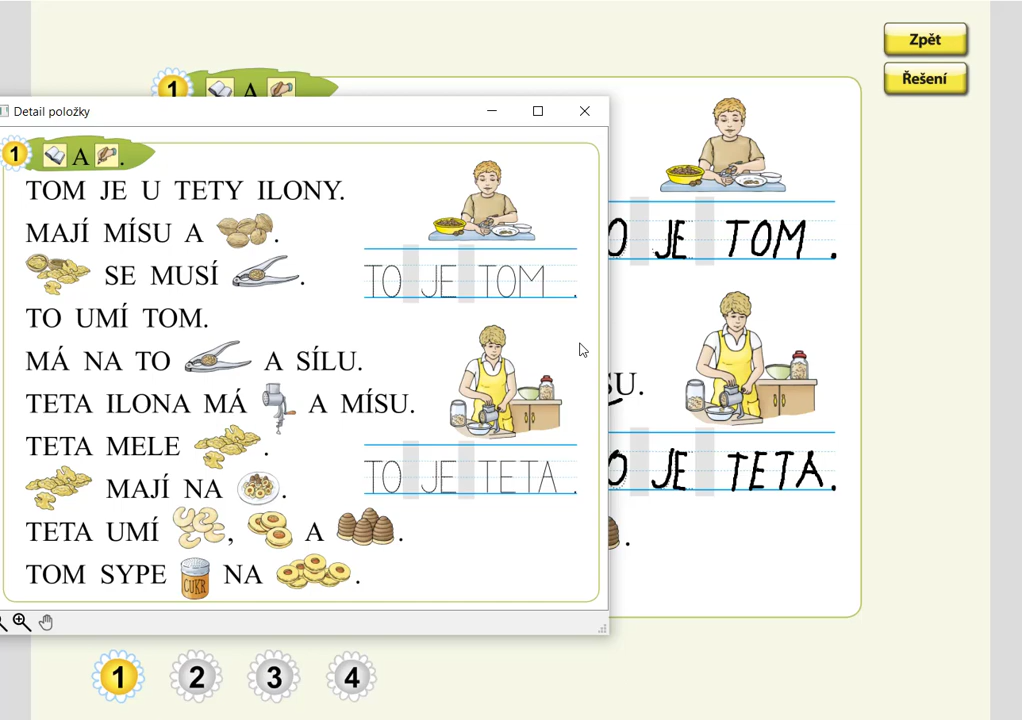 Zpět
Řešení
1 A
Detail položky
1 A .
TOM JE U TETY ILONY.
MAJÍ MÍSU A .
SE MUSÍ .
TO UMÍ TOM.
MÁ NA TO A SÍLU.
TETA ILONA MÁ A MÍSU.
TETA MELE .
MAJÍ NA .
TETA UMÍ , A .
TOM SYPE CUKR NA .
TO JE TOM .
TO JE TETA .
O JE TOM .
SU.
O JE TETA.
.
1 2 3 4